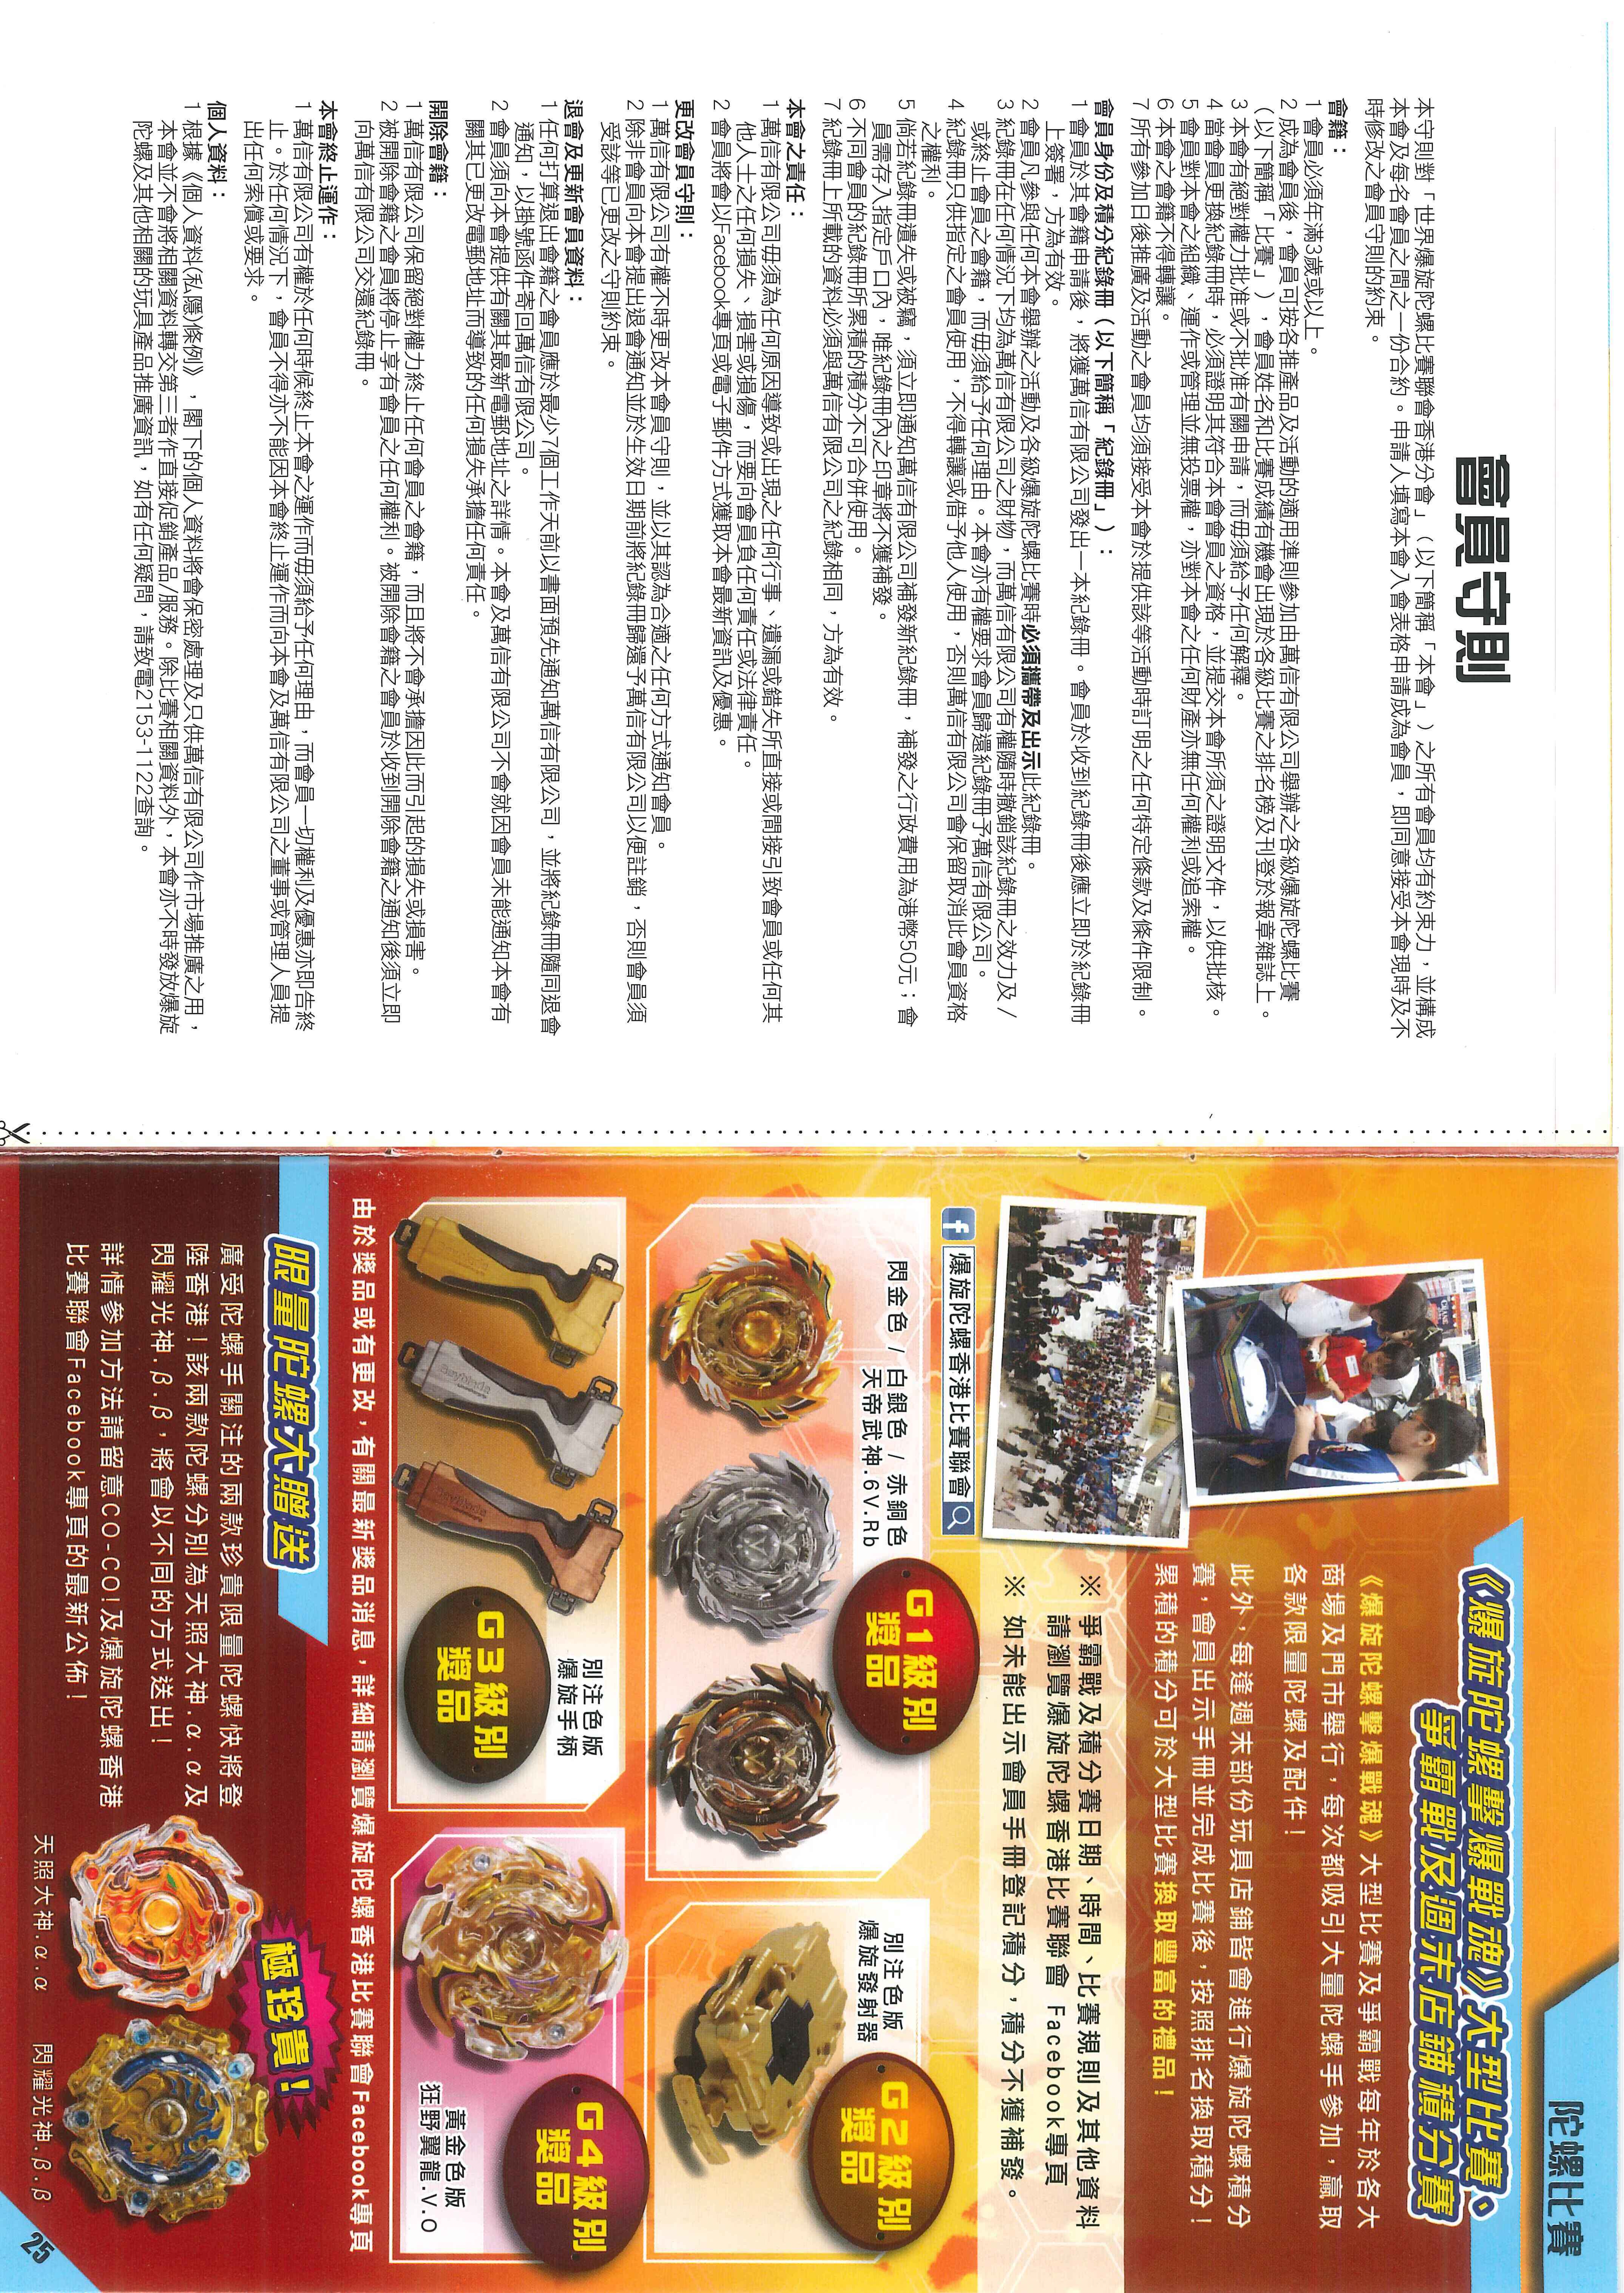 會員守則
本守則對「世界爆旋陀螺比賽聯會香港分會」（以下簡稱「本會」）之所有會員均有約束力，並構成
本會及每名會員之間之一份合約。申請人填寫本會入會表格申請成為會員，即同意接受本會現時及不
時修改之會員守則的約束。
會籍：
1 會員必須年滿3歲或以上。
2 成為會員後，會員可按各推產品及活動的適用準則參加由萬信有限公司舉辦之各級爆旋陀螺比賽
（以下簡稱「比賽」），會員姓名和比賽成績有機會出現於各級比賽之排名榜及刊登於報章雜誌上。
3 本會有絕對權力批准或不批准有關申請，而毋須給予任何解釋。
4 當會員更換紀錄冊時，必須證明其符合本會會員之資格，並提交本會所須之證明文件，以供批核。
5 會員對本會之組織、運作或管理並無投票權，亦對本會之任何財產亦無任何權利或追索權。
6 本會之會籍不得轉讓。
7 所有參加日後推廣及活動之會員均須接受本會於提供該等活動時訂明之任何特定條款及條件限制。
會員身份及積分紀錄冊（以下簡稱「紀錄冊」）：
1 會員於其會籍申請後，將獲萬信有限公司發出一本紀錄冊。會員於收到紀錄冊後應立即於紀錄冊
上簽署，方為有效。
2 會員凡參與任何本會舉辦之活動及各級爆旋陀螺比賽時必須攜帶及出示此紀錄冊。
3 紀錄冊在任何情況下均為萬信有限公司之財物，而萬信有限公司有權隨時撤銷該紀錄冊之效力及 /
或終止會員之會籍，而毋須給予任何理由。本會亦有權要求會員歸還紀錄冊予萬信有限公司。
4 紀錄冊只供指定之會員使用，不得轉讓或借予他人使用，否則萬信有限公司會保留取消此會員資格
之權利。
5 倘若紀錄冊遺失或被竊，須立即通知萬信有限公司補發新紀錄冊，補發之行政費用為港幣50元；會
員需存入指定戶口內，唯紀錄冊內之印章將不獲補發。
6 不同會員的紀錄冊所累積的積分不可合併使用。
7 紀錄冊上所載的資料必須與萬信有限公司之紀錄相同，方為有效。
本會之責任：
1 萬信有限公司毋須為任何原因導致或出現之任何行事、遺漏或錯失所直接或間接引致會員或任何其
他人士之任何損失、損害或損傷，而要向會員負任何責任或法律責任。
2 會員將會以Facebook專頁或電子郵件方式獲取本會最新資訊及優惠。
更改會員守則：
1 萬信有限公司有權不時更改本會員守則，並以其認為合適之任何方式通知會員。
2 除非會員向本會提出退會通知並於生效日期前將紀錄冊歸還予萬信有限公司以便註銷，否則會員須
受該等已更改之守則約束。
退會及更新會員資料：
1 任何打算退出會籍之會員應於最少7個工作天前以書面預先通知萬信有限公司，並將紀錄冊隨同退會
通知，以掛號函件寄回萬信有限公司。
2 會員須向本會提供有關其最新電郵地址之詳情。本會及萬信有限公司不會就因會員未能通知本會有
關其已更改電郵地址而導致的任何損失承擔任何責任。
開除會籍：
1 萬信有限公司保留絕對權力終止任何會員之會籍，而且將不會承擔因此而引起的損失或損害。
2 被開除會籍之會員將停止享有會員之任何權利。被開除會籍之會員於收到開除會籍之通知後須立即
向萬信有限公司交還紀錄冊。
本會終止運作：
1 萬信有限公司有權於任何時候終止本會之運作而毋須給予任何理由，而會員一切權利及優惠亦即告終
止。於任何情況下，會員不得亦不能因本會終止運作而向本會及萬信有限公司之董事或管理人員提
出任何索償或要求。
個人資料：
1 根據《個人資料(私隱)條例》，閣下的個人資料將會保密處理及只供萬信有限公司作市場推廣之用，
本會並不會將相關資料轉交第三者作直接促銷產品/服務。除比賽相關資料外，本會亦不時發放爆旋
陀螺及其他相關的玩具產品推廣資訊，如有任何疑問，請致電2153-1122查詢。
陀螺比賽
《爆旋陀螺擊爆戰魂》大型比賽、
爭霸戰及週末店鋪積分賽
《爆旋陀螺擊爆戰魂》大型比賽及爭霸戰每年於各大
商場及門市舉行，每次都吸引大量陀螺手參加，贏取
各款限量陀螺及配件！
此外，每逢週末部份玩具店鋪皆會進行爆旋陀螺積分
賽，會員出示手冊並完成比賽後，按照排名換取積分！
累積的積分可於大型比賽換取豐富的禮品！
※ 爭霸戰及積分賽日期、時間、比賽規則及其他資料
請瀏覽爆旋陀螺香港比賽聯會 Facebook專頁
※ 如未能出示會員手冊登記積分，積分不獲補發。
f 爆旋陀螺香港比賽聯會
閃金色 / 白銀色 / 赤銅色
天帝武神.6V.Rb
G1級別
獎品
別注色版
爆旋發射器
G2級別
獎品
別注色版
爆旋手柄
G3級別
獎品
G4級別
獎品
黃金色版
狂野翼龍.V.O
由於獎品或有更改，有關最新獎品消息，詳細請瀏覽爆旋陀螺香港比賽聯會Facebook專頁
限量陀螺大贈送
極珍貴！
廣受陀螺手關注的兩款珍貴限量陀螺快將登
陸香港！該兩款陀螺分別為天照大神.α.α及
閃耀光神.β.β，將會以不同的方式送出！
詳情參加方法請留意CO-CO!及爆旋陀螺香港
比賽聯會Facebook專頁的最新公佈！
天照大神.α.α
閃耀光神.β.β
25